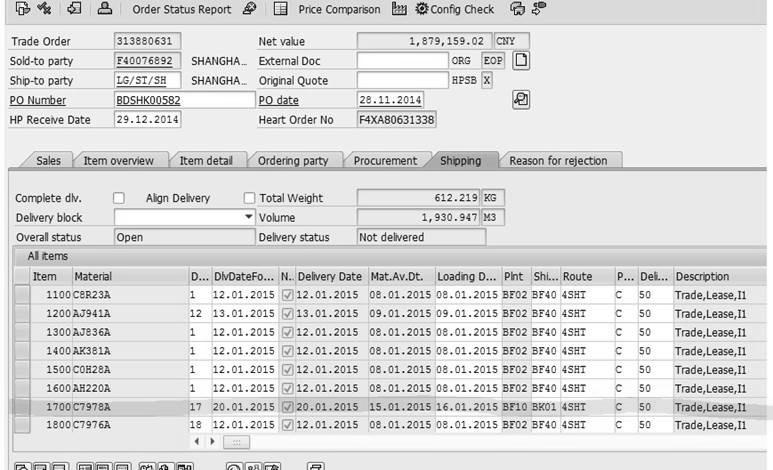 Order Status Report Price Comparison Config Check
Trade Order 313880631 Net value 1,879,159.02 CNY
Sold-to party F40076892 SHANGHA... External Doc ORG EOP
Ship-to party LG/ST/SH SHANGHA... Original Quote HPSB X
PO Number BDSHK00582 PO date 28.11.2014
HP Receive Date 29.12.2014 Heart Order No F4XA80631338
Sales Item overview Item detail Ordering party Procurement Shipping Reason for rejection
Complete dlv. Align Delivery Total Weight 612.219 KG
Delivery block Volume 1,930.947 M3
Overall status Open Delivery status Not delivered
All items
Item Material D... DlvDateFo... N.. Delivery Date Mat.Av.Dt. Loading D... Plnt Shi... Route P... Deli... Description
1100 C8R23A 1 12.01.2015 12.01.2015 08.01.2015 08.01.2015 BF02 BF40 4SHT C 50 Trade,Lease,I1
1200 AJ941A 12 13.01.2015 13.01.2015 09.01.2015 09.01.2015 BF02 BF40 4SHT C 50 Trade,Lease,I1
1300 AJ836A 1 12.01.2015 12.01.2015 08.01.2015 08.01.2015 BF02 BF40 4SHT C 50 Trade,Lease,I1
1400 AK381A 1 12.01.2015 12.01.2015 08.01.2015 08.01.2015 BF02 BF40 4SHT C 50 Trade,Lease,I1
1500 C0H28A 1 12.01.2015 12.01.2015 08.01.2015 08.01.2015 BF02 BF40 4SHT C 50 Trade,Lease,I1
1600 AH220A 1 12.01.2015 12.01.2015 08.01.2015 08.01.2015 BF02 BF40 4SHT C 50 Trade,Lease,I1
1700 C7978A 17 20.01.2015 20.01.2015 15.01.2015 16.01.2015 BF10 BK01 4SHT C 50 Trade,Lease,I1
1800 C7976A 18 12.01.2015 12.01.2015 08.01.2015 08.01.2015 BF02 BF40 4SHT C 50 Trade,Lease,I1